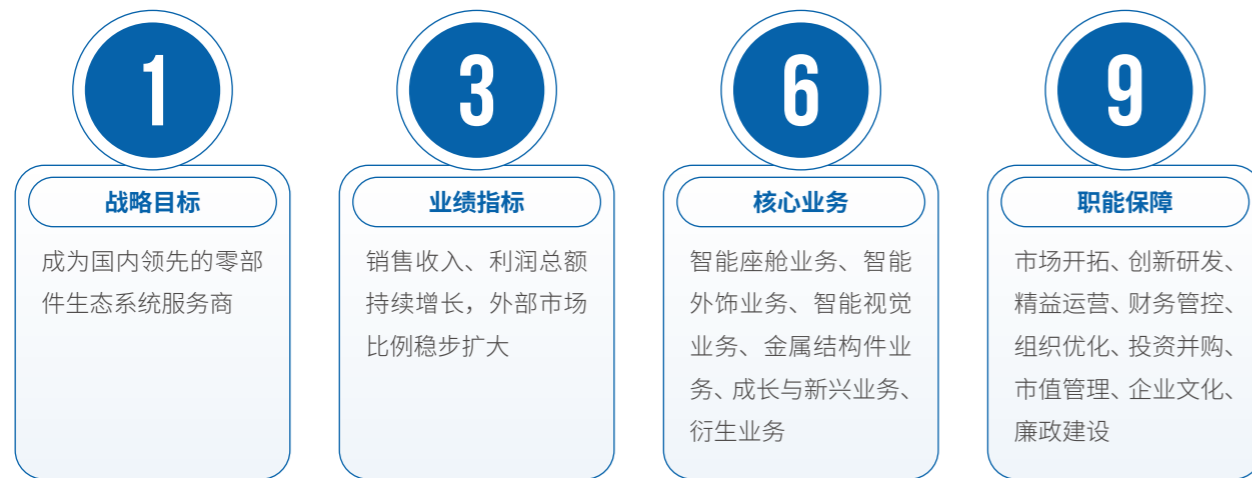 1
战略目标
成为国内领先的零部
件生态系统服务商
3
业绩指标
销售收入、利润总额
持续增长，外部市场
比例稳步扩大
6
核心业务
智能座舱业务、智能
外饰业务、智能视觉
业务、金属结构件业
务、成长与新兴业务、
衍生业务
9
职能保障
市场开拓、创新研发、
精益运营、财务管控、
组织优化、投资并购、
市值管理、企业文化、
廉政建设